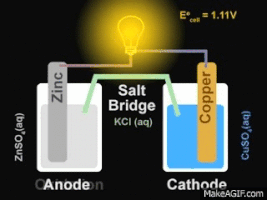 E°cell = 1.11V
Zinc
Copper
Salt
Bridge
KCl (aq)
ZnSO₄(aq)
CuSO₄(aq)
Anode
Cathode
MakeAGIF.com